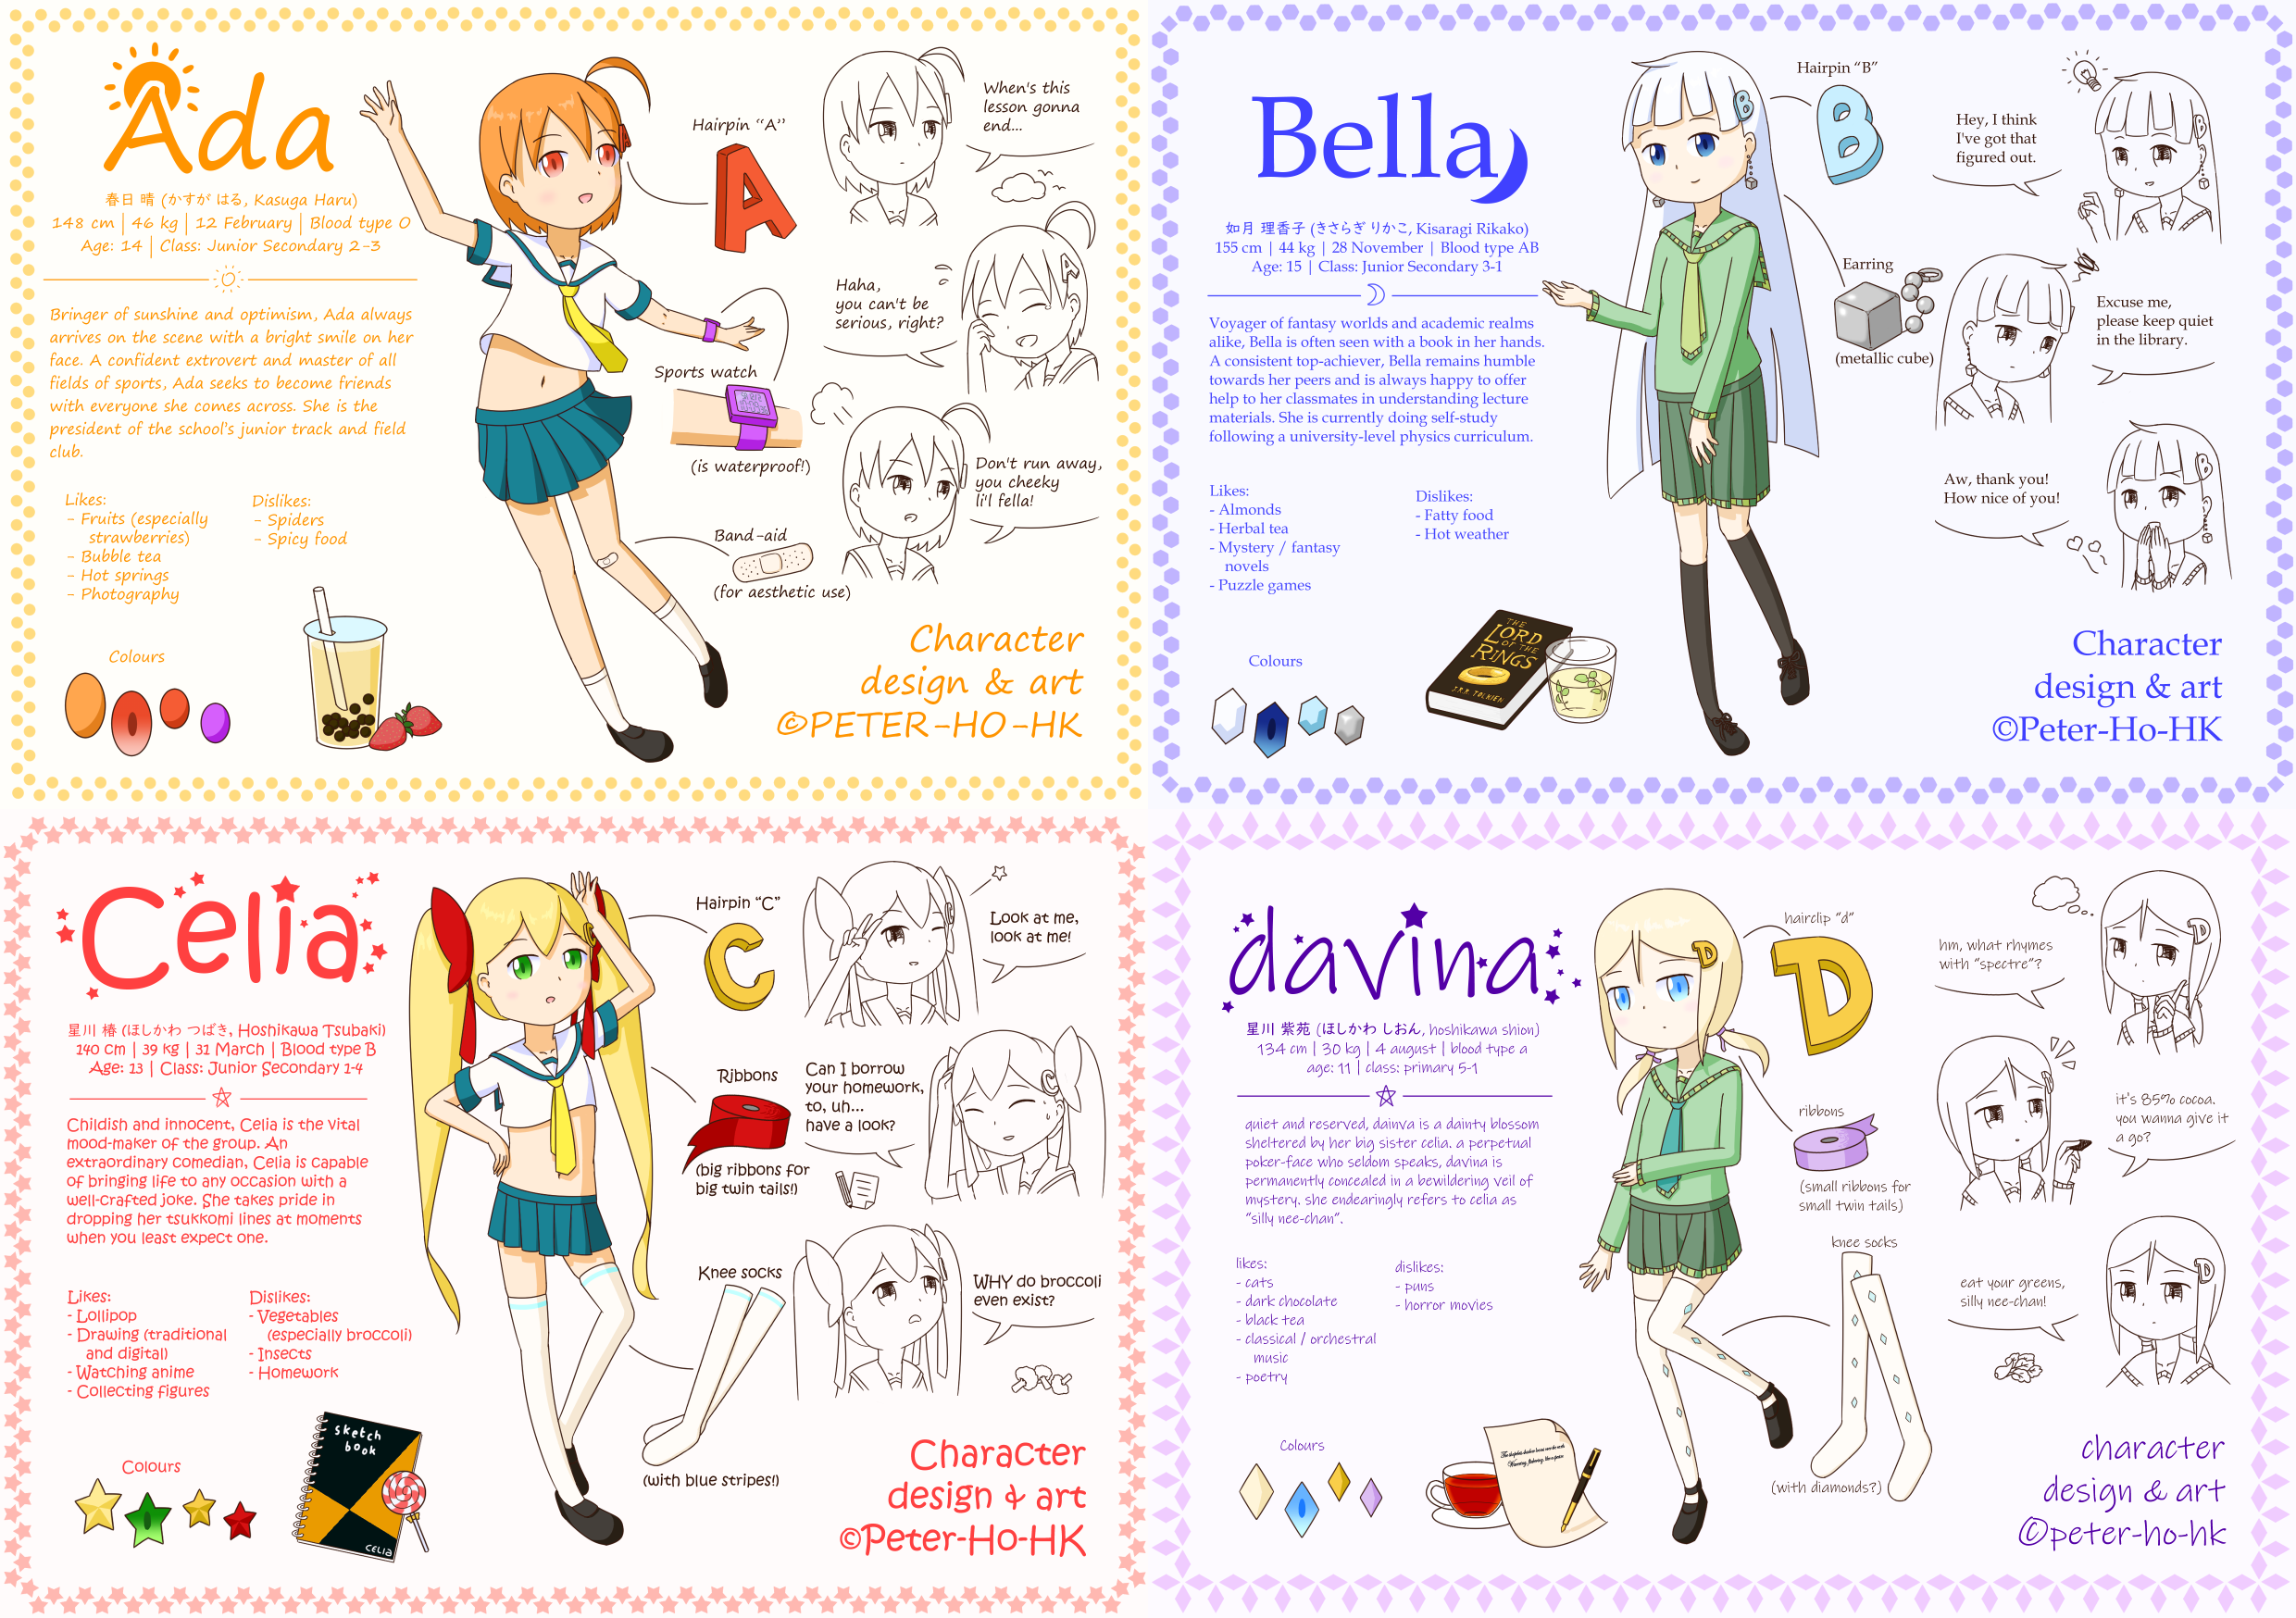 Ada
春日 晴 (かすが はる, Kasuga Haru)
148 cm | 46 kg | 12 February | Blood type O
Age: 14 | Class: Junior Secondary 2-3
Bringer of sunshine and optimism, Ada always
arrives on the scene with a bright smile on her
face. A confident extrovert and master of all
fields of sports, Ada seeks to become friends
with everyone she comes across. She is the
president of the school's junior track and field
club.
Likes:
- Fruits (especially
strawberries)
- Bubble tea
- Hot springs
- Photography
Dislikes:
- Spiders
- Spicy food
Colours
Hairpin “A”
A
Sports watch
(is waterproof!)
Band-aid
(for aesthetic use)
When's this
lesson gonna
end...
Haha,
you can't be
serious, right?
Don't run away,
you cheeky
li'l fella!
Character
design & art
©PETER-HO-HK
Bella
如月 理香子 (きさらぎ りかこ, Kisaragi Rikako)
155 cm | 44 kg | 28 November | Blood type AB
Age: 15 | Class: Junior Secondary 3-1
Voyager of fantasy worlds and academic realms
alike, Bella is often seen with a book in her hands.
A consistent top-achiever, Bella remains humble
towards her peers and is always happy to offer
help to her classmates in understanding lecture
materials. She is currently doing self-study
following a university-level physics curriculum.
Likes:
- Almonds
- Herbal tea
- Mystery / fantasy
novels
- Puzzle games
Dislikes:
- Fatty food
- Hot weather
Colours
THE
LORD
OF THE
RINGS
J.R.R. TOLKIEN
Hairpin “B”
B
Earring
(metallic cube)
Hey, I think
I've got that
figured out.
Excuse me,
please keep quiet
in the library.
Aw, thank you!
How nice of you!
Character
design & art
©Peter-Ho-HK
Celia
星川 椿 (ほしかわ つばき, Hoshikawa Tsubaki)
140 cm | 39 kg | 31 March | Blood type B
Age: 13 | Class: Junior Secondary 1-4
Childish and innocent, Celia is the vital
mood-maker of the group. An
extraordinary comedian, Celia is capable
of bringing life to any occasion with a
well-crafted joke. She takes pride in
dropping her tsukkomi lines at moments
when you least expect one.
Likes:
- Lollipop
- Drawing (traditional
and digital)
- Watching anime
- Collecting figures
Dislikes:
- Vegetables
(especially broccoli)
- Insects
- Homework
Colours
sketch
book
CELIA
Hairpin “C”
C
Ribbons
(big ribbons for
big twin tails!)
Knee socks
(with blue stripes!)
Look at me,
look at me!
Can I borrow
your homework,
to, uh...
have a look?
WHY do broccoli
even exist?
Character
design & art
©Peter-Ho-HK
davina
星川 紫苑 (ほしかわ しおん, hoshikawa shion)
134 cm | 30 kg | 4 august | blood type a
age: 11 | class: primary 5-1
quiet and reserved, dainva is a dainty blossom
sheltered by her big sister celia. a perpetual
poker-face who seldom speaks, davina is
permanently concealed in a bewildering veil of
mystery. she endearingly refers to celia as
“silly nee-chan”.
likes:
- cats
- dark chocolate
- black tea
- classical / orchestral
music
- poetry
dislikes:
- puns
- horror movies
Colours
hairclip “d”
D
ribbons
(small ribbons for
small twin tails)
knee socks
(with diamonds?)
hm, what rhymes
with “spectre”?
it's 85% cocoa.
you wanna give it
a go?
eat your greens,
silly nee-chan!
character
design & art
©peter-ho-hk